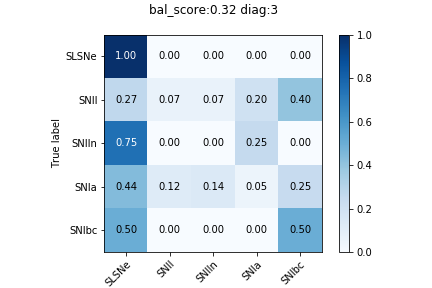 bal_score:0.32 diag:3
SLSNe 1.00 0.00 0.00 0.00 0.00
SNII 0.27 0.07 0.07 0.20 0.40
SNIIn 0.75 0.00 0.00 0.25 0.00
SNIa 0.44 0.12 0.14 0.05 0.25
SNIbc 0.50 0.00 0.00 0.00 0.50
True label
SLSNe SNII SNIIn SNIa SNIbc
1.0
0.8
0.6
0.4
0.2
0.0